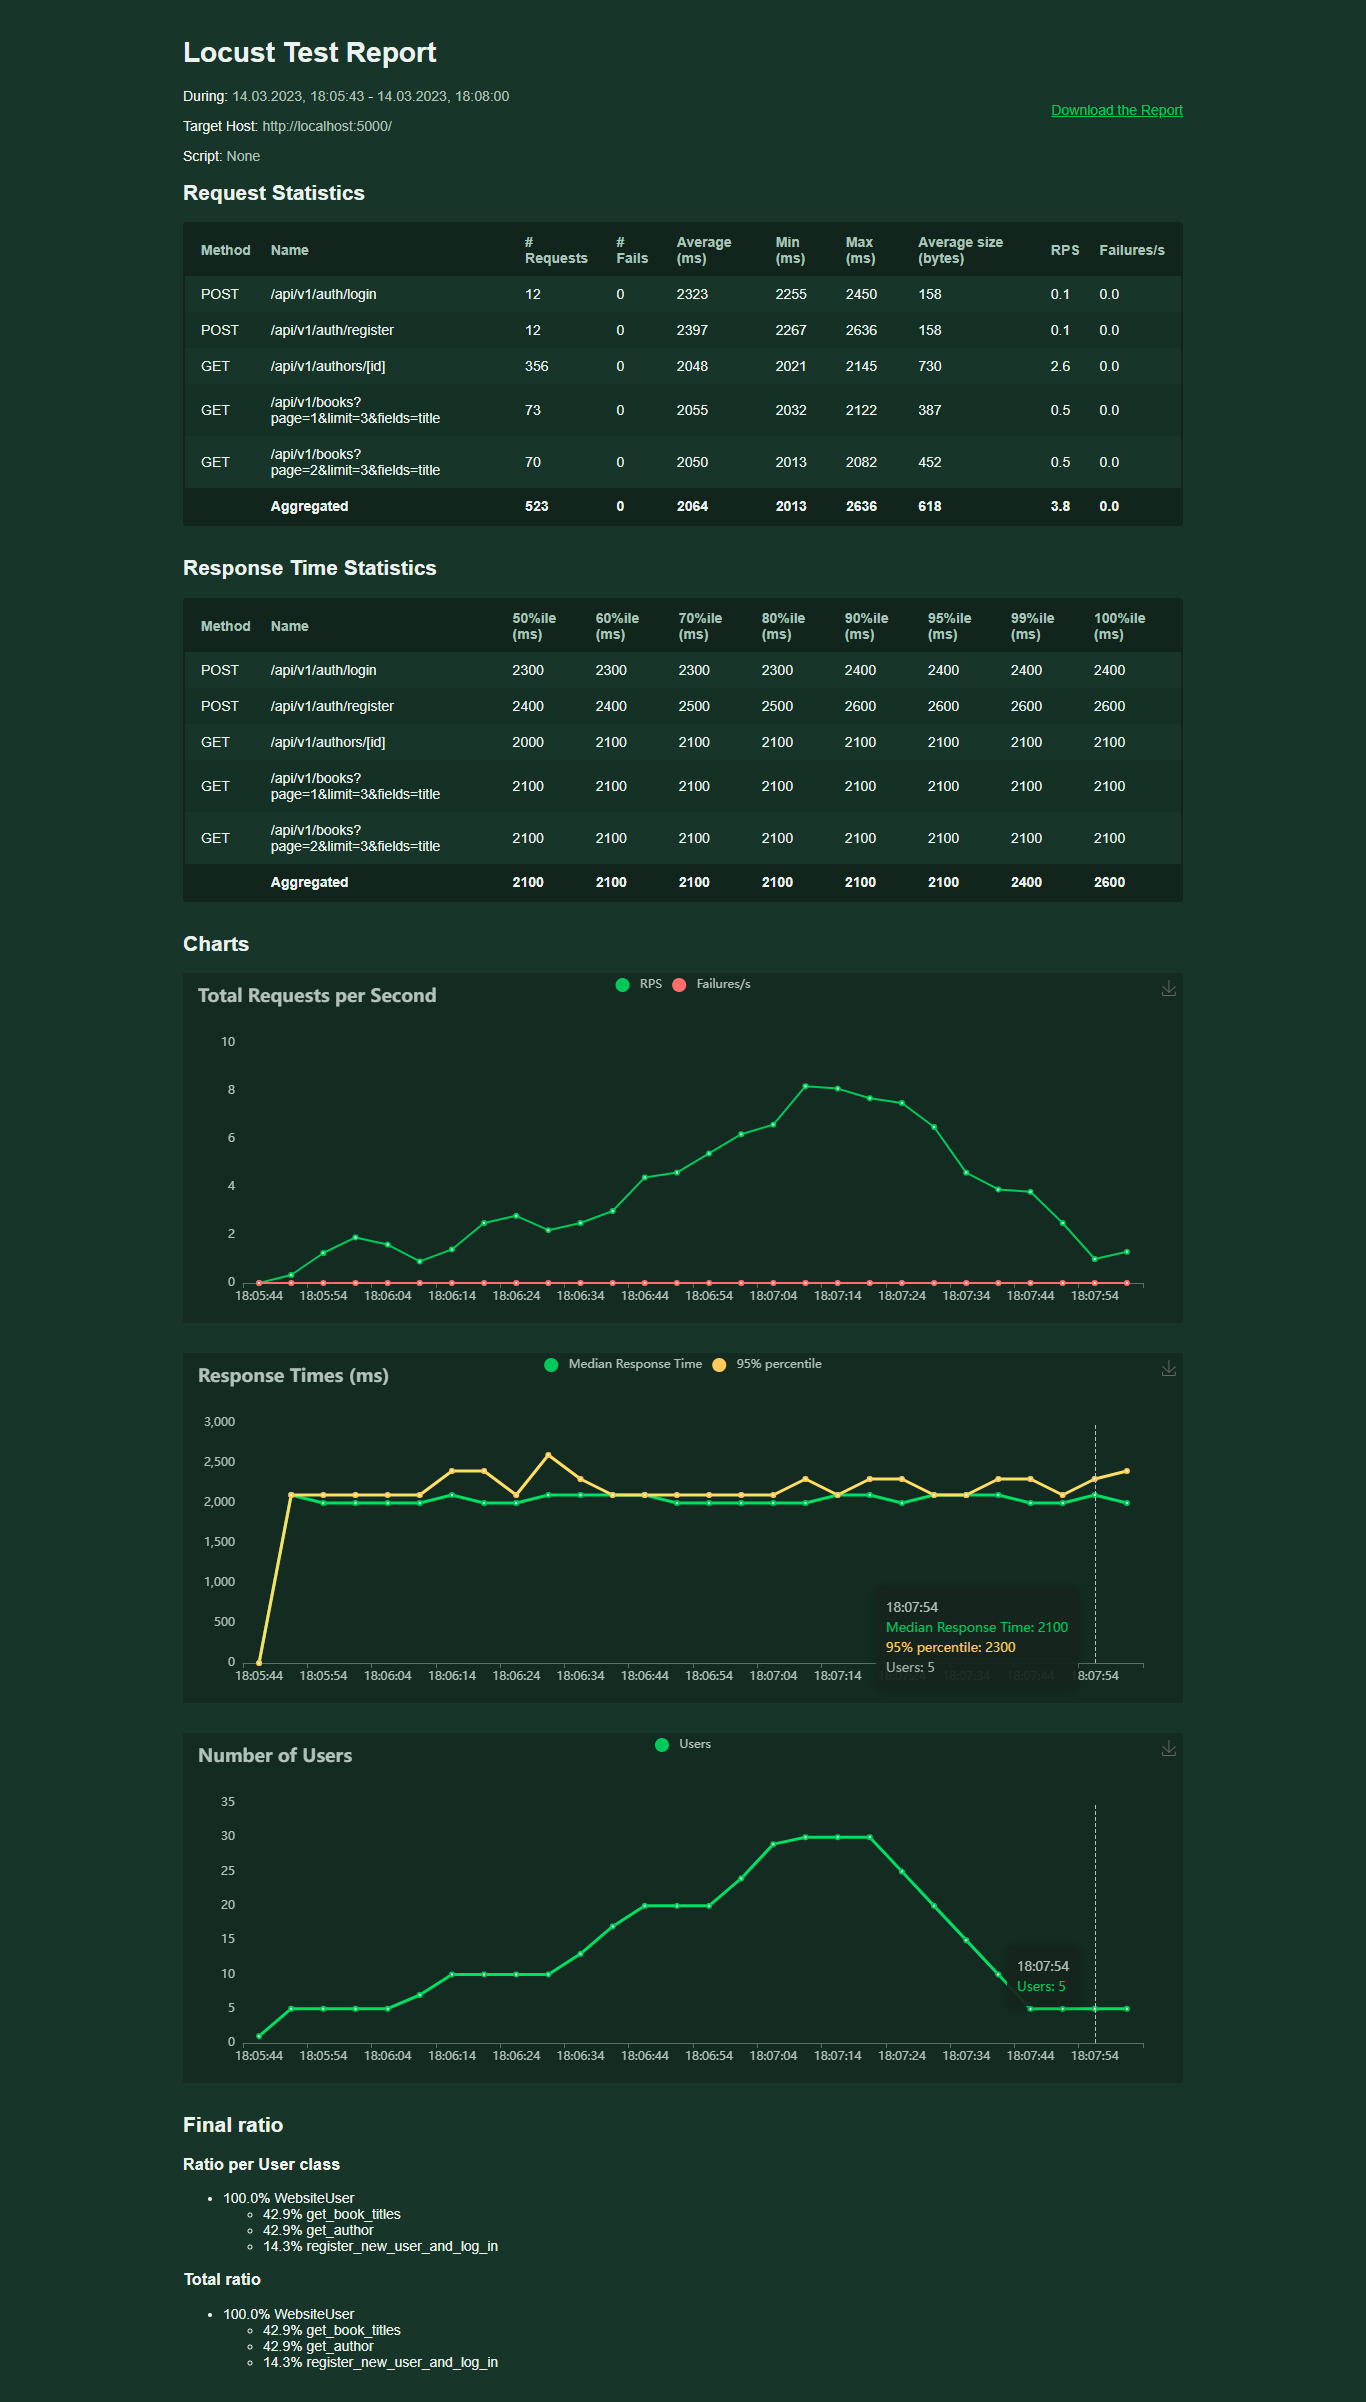 Locust Test Report
During: 14.03.2023, 18:05:43 - 14.03.2023, 18:08:00
Download the Report
Target Host: http://localhost:5000/
Script: None
Request Statistics
Method Name # Requests # Fails Average (ms) Min (ms) Max (ms) Average size (bytes) RPS Failures/s
POST /api/v1/auth/login 12 0 2323 2255 2450 158 0.1 0.0
POST /api/v1/auth/register 12 0 2397 2267 2636 158 0.1 0.0
GET /api/v1/authors/[id] 356 0 2048 2021 2145 730 2.6 0.0
GET /api/v1/books?page=1&limit=3&fields=title 73 0 2055 2032 2122 387 0.5 0.0
GET /api/v1/books?page=2&limit=3&fields=title 70 0 2050 2013 2082 452 0.5 0.0
Aggregated 523 0 2064 2013 2636 618 3.8 0.0
Response Time Statistics
Method Name 50%ile (ms) 60%ile (ms) 70%ile (ms) 80%ile (ms) 90%ile (ms) 95%ile (ms) 99%ile (ms) 100%ile (ms)
POST /api/v1/auth/login 2300 2300 2300 2300 2400 2400 2400 2400
POST /api/v1/auth/register 2400 2400 2500 2500 2600 2600 2600 2600
GET /api/v1/authors/[id] 2000 2100 2100 2100 2100 2100 2100 2100
GET /api/v1/books?page=1&limit=3&fields=title 2100 2100 2100 2100 2100 2100 2100 2100
GET /api/v1/books?page=2&limit=3&fields=title 2100 2100 2100 2100 2100 2100 2100 2100
Aggregated 2100 2100 2100 2100 2100 2100 2400 2600
Charts
RPS Failures/s
Total Requests per Second
10
8
6
4
2
0
18:05:44 18:05:54 18:06:04 18:06:14 18:06:24 18:06:34 18:06:44 18:06:54 18:07:04 18:07:14 18:07:24 18:07:34 18:07:44 18:07:54
Median Response Time 95% percentile
Response Times (ms)
3,000
2,500
2,000
1,500
1,000
500
0
18:07:54
Median Response Time: 2100
95% percentile: 2300
Users: 5
18:05:44 18:05:54 18:06:04 18:06:14 18:06:24 18:06:34 18:06:44 18:06:54 18:07:04 18:07:14 18:07:24 18:07:34 18:07:44 18:07:54
Users
Number of Users
35
30
25
20
15
10
5
0
18:07:54
Users: 5
18:05:44 18:05:54 18:06:04 18:06:14 18:06:24 18:06:34 18:06:44 18:06:54 18:07:04 18:07:14 18:07:24 18:07:34 18:07:44 18:07:54
Final ratio
Ratio per User class
100.0% WebsiteUser
42.9% get_book_titles
42.9% get_author
14.3% register_new_user_and_log_in
Total ratio
100.0% WebsiteUser
42.9% get_book_titles
42.9% get_author
14.3% register_new_user_and_log_in